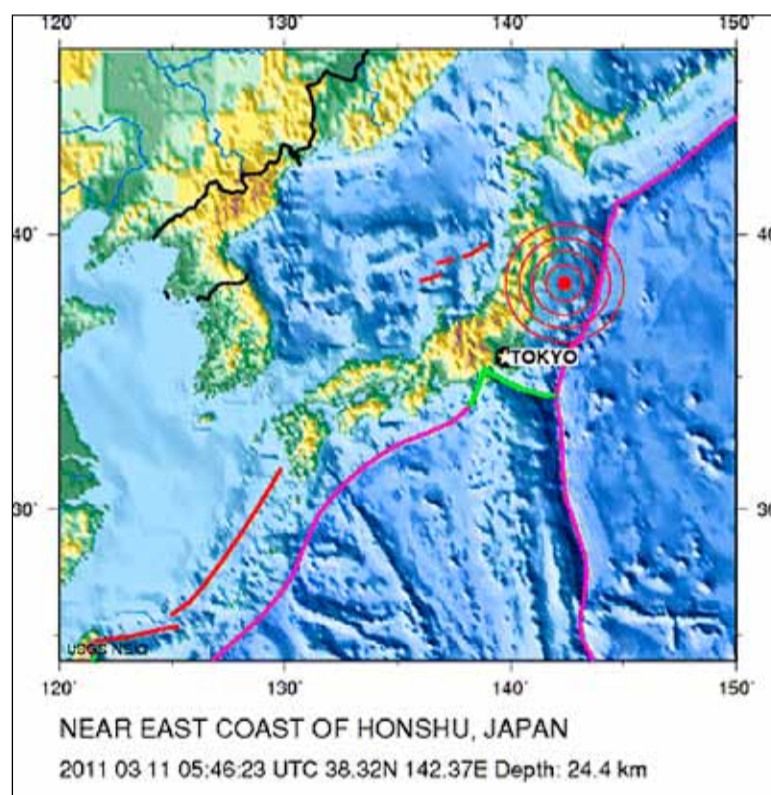 120° 130° 140° 150°
40° 40°
TOKYO
30° 30°
USGS NEIC
120° 130° 140° 150°
NEAR EAST COAST OF HONSHU, JAPAN
2011 03 11 05:46:23 UTC 38.32N 142.37E Depth: 24.4 km